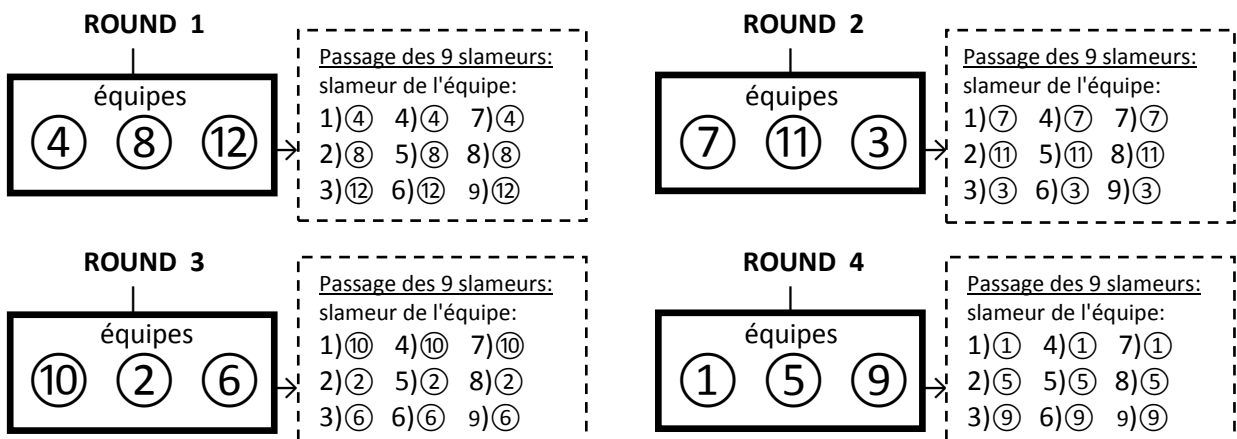 ROUND 1
équipes
④ ⑧ ⑫
Passage des 9 slameurs:
slameur de l'équipe:
1)④ 4)④ 7)④
2)⑧ 5)⑧ 8)⑧
3)⑫ 6)⑫ 9)⑫
ROUND 2
équipes
⑦ ⑪ ③
Passage des 9 slameurs:
slameur de l'équipe:
1)⑦ 4)⑦ 7)⑦
2)⑪ 5)⑪ 8)⑪
3)③ 6)③ 9)③
ROUND 3
équipes
⑩ ② ⑥
Passage des 9 slameurs:
slameur de l'équipe:
1)⑩ 4)⑩ 7)⑩
2)② 5)② 8)②
3)⑥ 6)⑥ 9)⑥
ROUND 4
équipes
① ⑤ ⑨
Passage des 9 slameurs:
slameur de l'équipe:
1)① 4)① 7)①
2)⑤ 5)⑤ 8)⑤
3)⑨ 6)⑨ 9)⑨